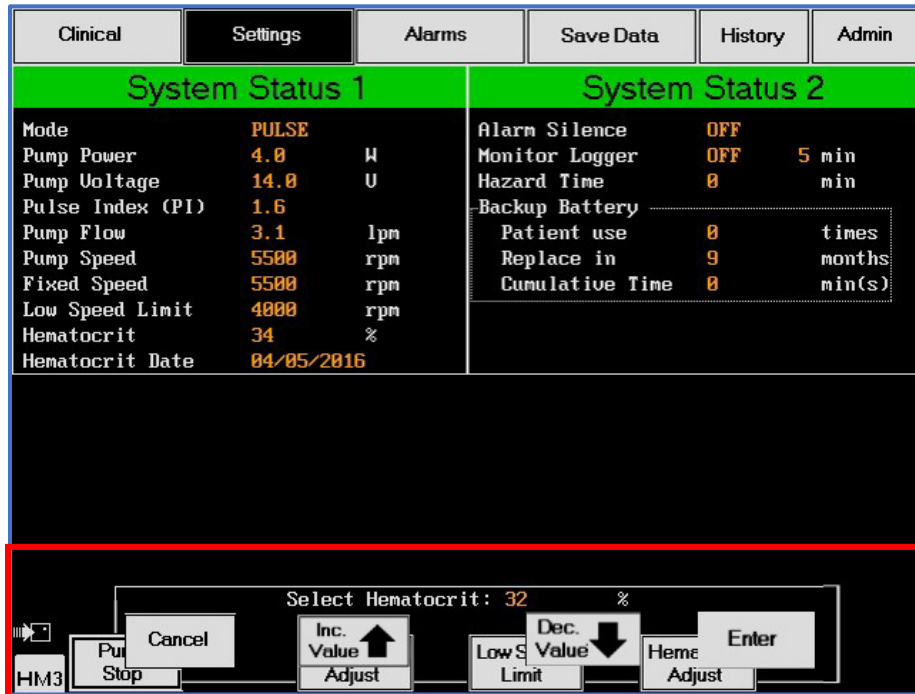 Clinical Settings Alarms Save Data History Admin
System Status 1
Mode PULSE
Pump Power 4.0 W
Pump Voltage 14.0 V
Pulse Index (PI) 1.6
Pump Flow 3.1 lpm
Pump Speed 5500 rpm
Fixed Speed 5500 rpm
Low Speed Limit 4000 rpm
Hematocrit 34 %
Hematocrit Date 04/05/2016
System Status 2
Alarm Silence OFF
Monitor Logger OFF 5 min
Hazard Time 0 min
Backup Battery
Patient use 0 times
Replace in 9 months
Cumulative Time 0 min(s)
Select Hematocrit: 32 %
Cancel
Inc.
Value
Dec.
Value
Enter
Pu
Stop
Adjust
Low S
Limit
Hema
Adjust
HM3